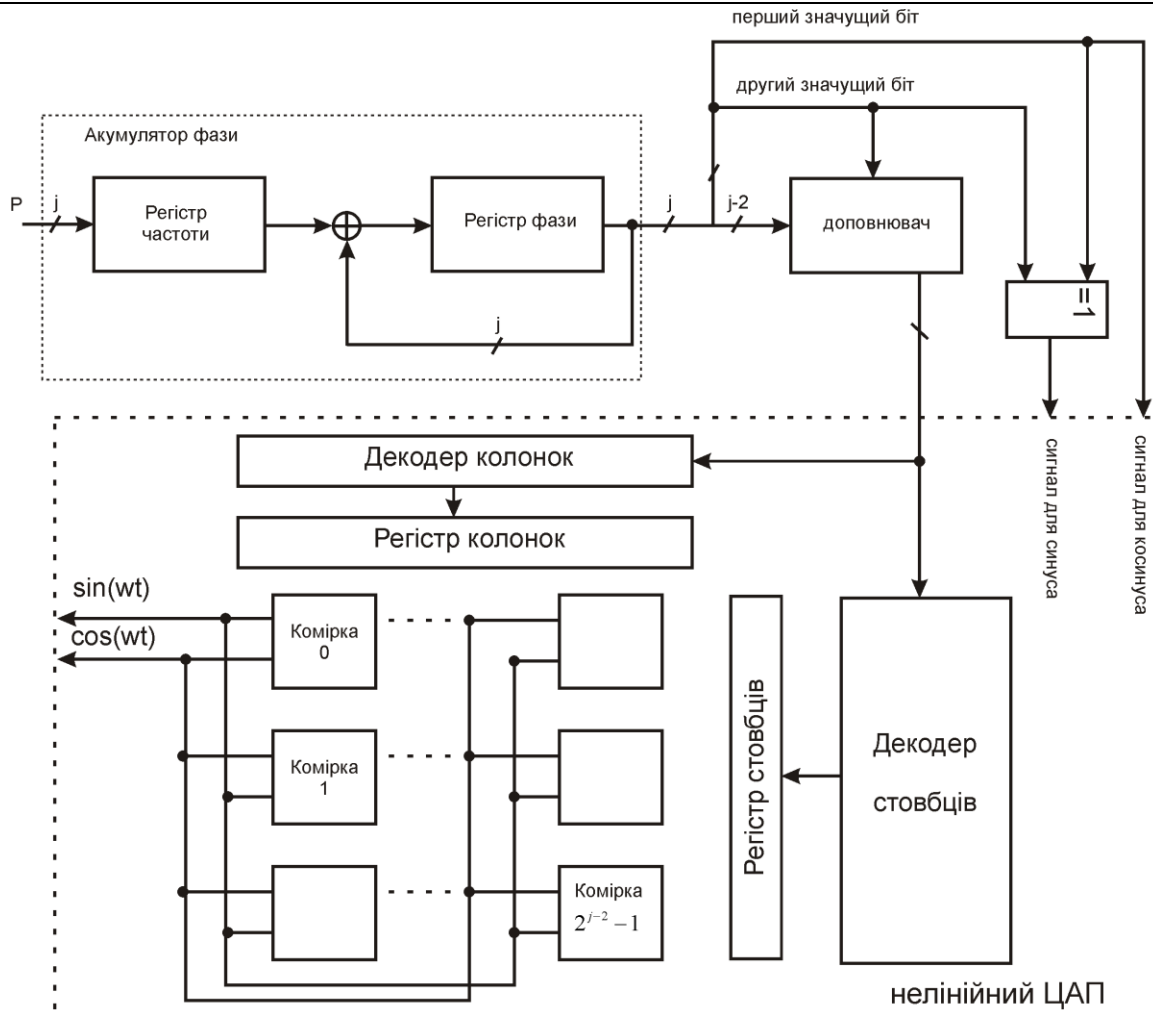 перший значущий біт
другий значущий біт
Акумулятор фази
P
j
Регістр
частоти
Регістр фази
j
j
j-2
доповнювач
=1
сигнал для синуса
сигнал для косинуса
Декодер колонок
Регістр колонок
sin(wt)
cos(wt)
Комірка
0
Комірка
1
Комірка
2^{j-2} – 1
Регістр стовбців
Декодер
стовбців
нелінійний ЦАП